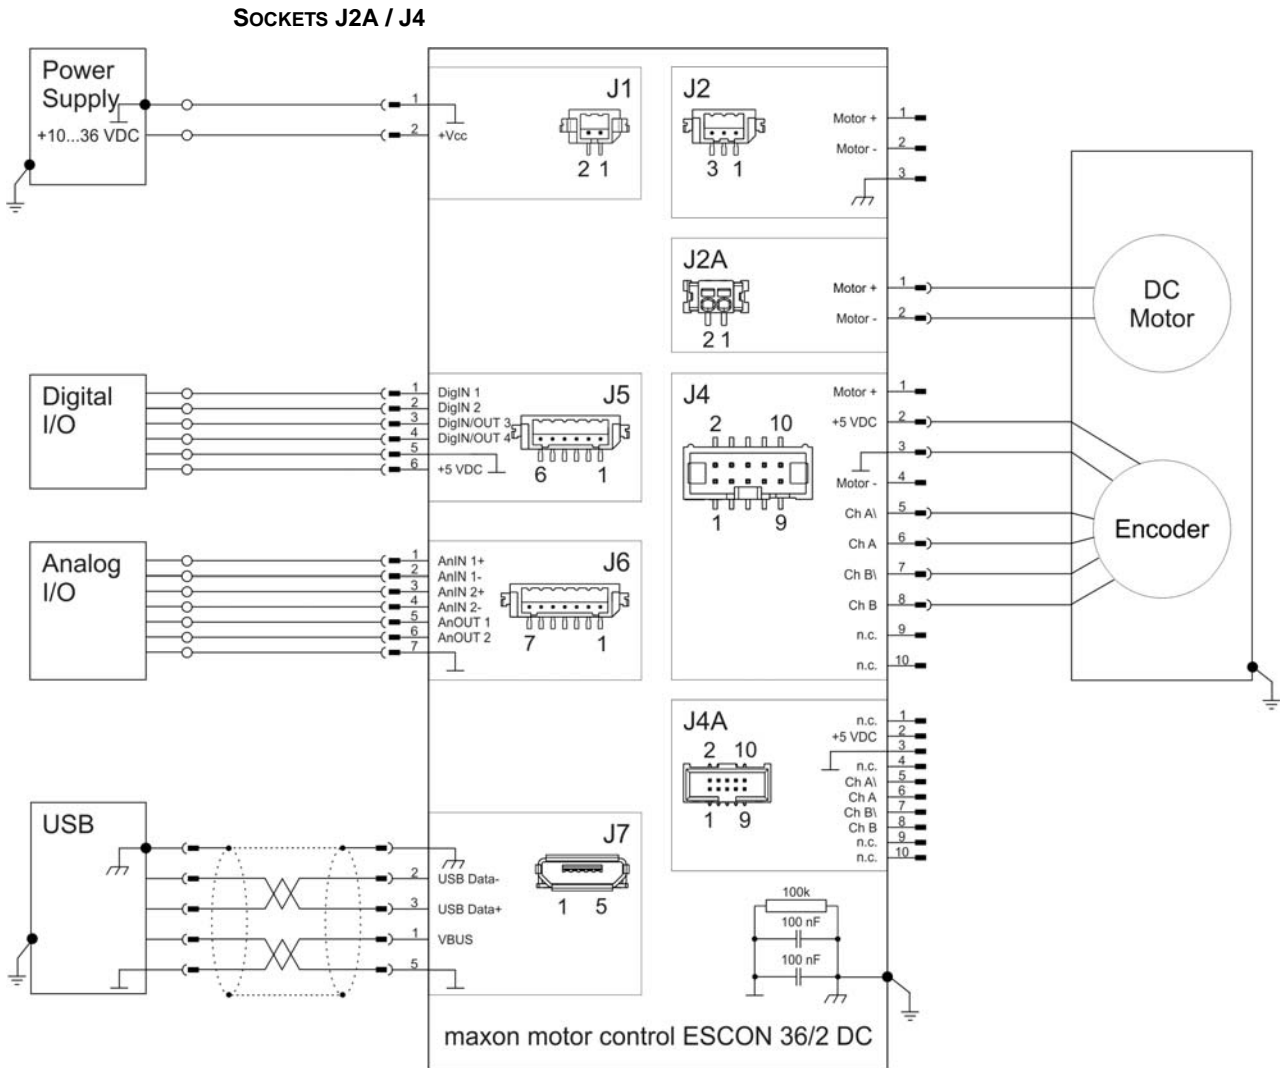 SOCKETS J2A / J4
Power
Supply
+10...36 VDC
1
2
+Vcc
J1
2 1
J2
3 1
Motor +
Motor -
1
2
3
J2A
2 1
Motor +
Motor -
1
2
DC
Motor
Digital
I/O
1
2
3
4
5
6
DigIN 1
DigIN 2
DigIN/OUT 3
DigIN/OUT 4
+5 VDC
J5
6 1
J4
2 10
1 9
Motor +
+5 VDC
Motor -
Ch A\
Ch A
Ch B\
Ch B
n.c.
n.c.
1
2
3
4
5
6
7
8
9
10
Encoder
Analog
I/O
1
2
3
4
5
6
7
AnIN 1+
AnIN 1-
AnIN 2+
AnIN 2-
AnOUT 1
AnOUT 2
J6
7 1
J4A
2 10
1 9
n.c.
+5 VDC
n.c.
Ch A\
Ch A
Ch B\
Ch B
n.c.
n.c.
1
2
3
4
5
6
7
8
9
10
USB
2
3
1
5
USB Data-
USB Data+
VBUS
J7
1 5
100k
100 nF
100 nF
maxon motor control ESCON 36/2 DC